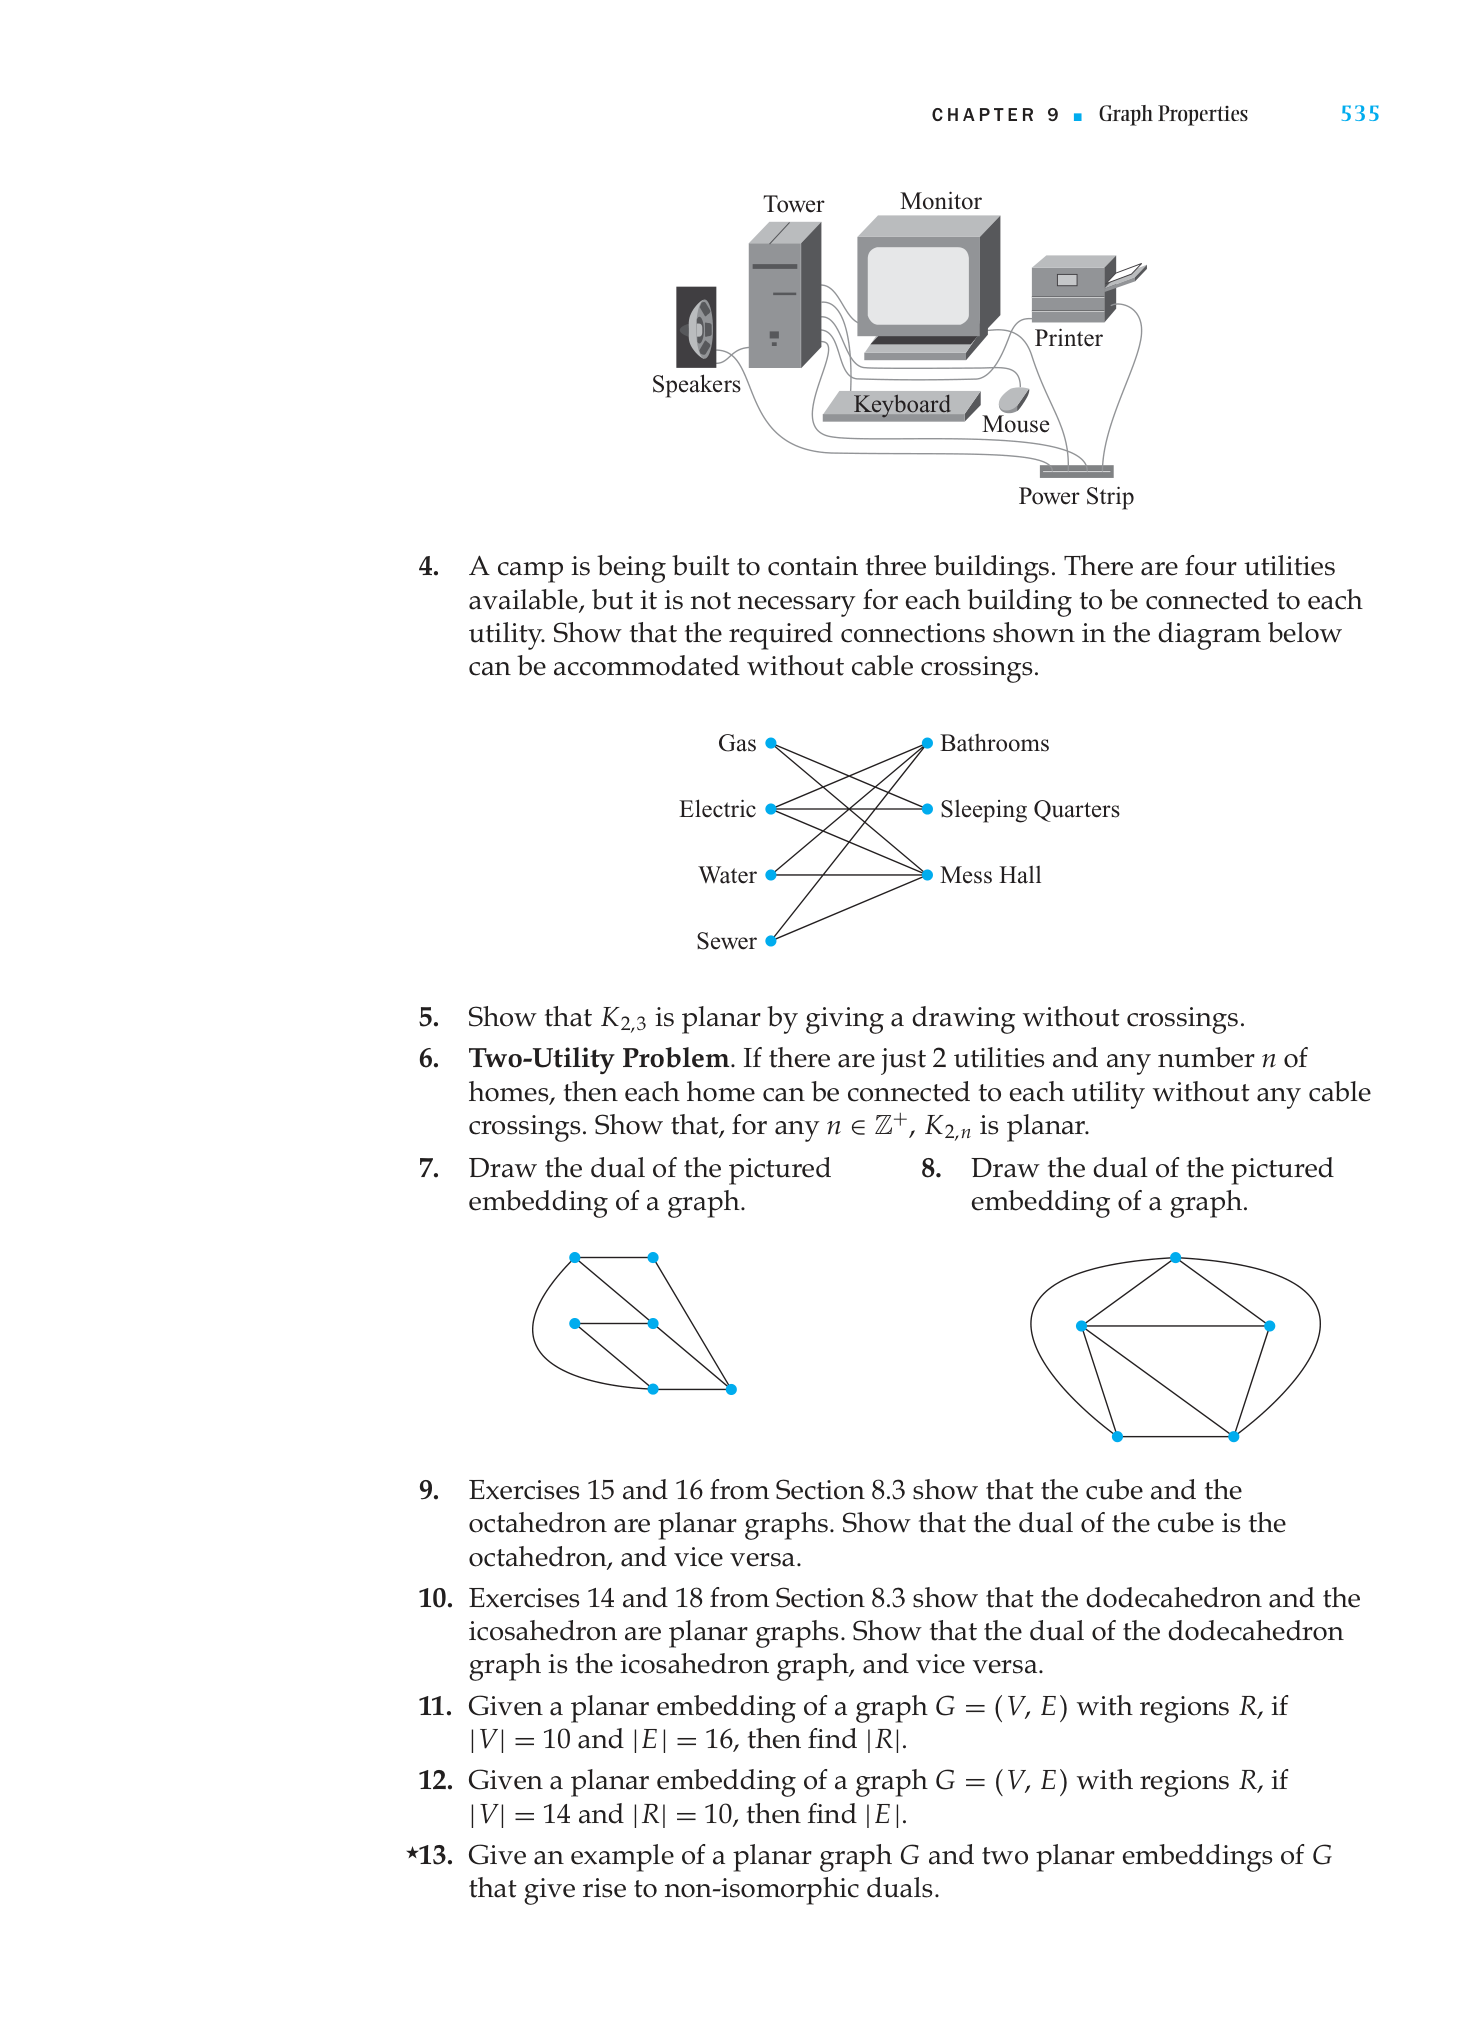 CHAPTER 9 ■ Graph Properties 535
Tower
Monitor
Printer
Speakers
Keyboard
Mouse
Power Strip
4. A camp is being built to contain three buildings. There are four utilities
available, but it is not necessary for each building to be connected to each
utility. Show that the required connections shown in the diagram below
can be accommodated without cable crossings.
Gas Bathrooms
Electric Sleeping Quarters
Water Mess Hall
Sewer
5. Show that K2,3 is planar by giving a drawing without crossings.
6. Two-Utility Problem. If there are just 2 utilities and any number n of
homes, then each home can be connected to each utility without any cable
crossings. Show that, for any n ∈ ℤ⁺, K2,n is planar.
7. Draw the dual of the pictured
embedding of a graph.
8. Draw the dual of the pictured
embedding of a graph.
9. Exercises 15 and 16 from Section 8.3 show that the cube and the
octahedron are planar graphs. Show that the dual of the cube is the
octahedron, and vice versa.
10. Exercises 14 and 18 from Section 8.3 show that the dodecahedron and the
icosahedron are planar graphs. Show that the dual of the dodecahedron
graph is the icosahedron graph, and vice versa.
11. Given a planar embedding of a graph G = (V, E) with regions R, if
|V| = 10 and |E| = 16, then find |R|.
12. Given a planar embedding of a graph G = (V, E) with regions R, if
|V| = 14 and |R| = 10, then find |E|.
★13. Give an example of a planar graph G and two planar embeddings of G
that give rise to non-isomorphic duals.